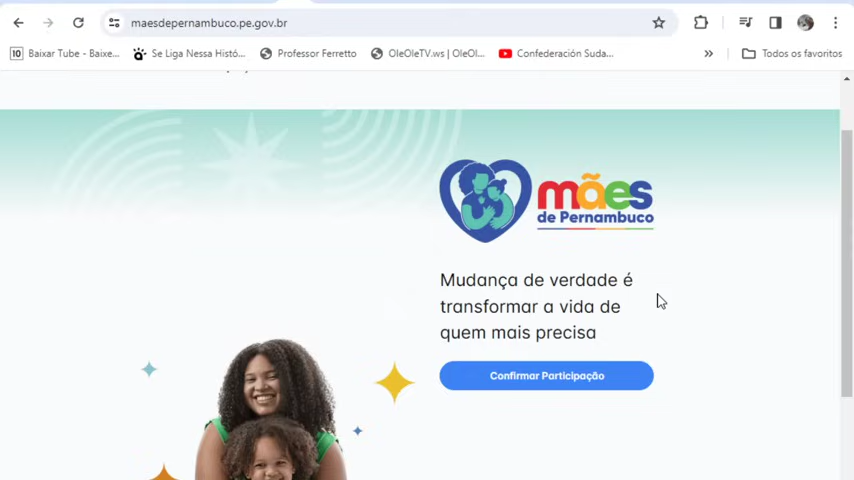 maesdepernambuco.pe.gov.br
10 Baixar Tube - Baixe... Se Liga Nessa Histó... Professor Ferretto OleOleTV.ws | OleOl... Confederación Suda... » Todos os favoritos
mães
de Pernambuco
Mudança de verdade é
transformar a vida de
quem mais precisa
Confirmar Participação